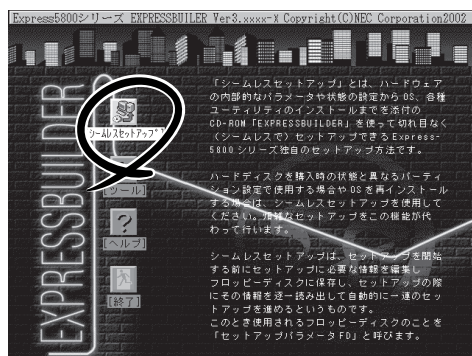 Express5800シリーズ EXPRESSBUILER Ver3.xxxx-X Copyright(C)NEC Corporation2002
EXPRESSBUILDER
シームレスセットアップ
[ツール]
[ヘルプ]
[終了]
「シームレスセットアップ」とは、ハードウェア
の内部的なパラメータや状態の設定から OS、各種
ユーティリティのインストールまでを添付の
CD-ROM「EXPRESSBUILDER」を使って切れ目なく
（シームレスで）セットアップできるExpress-
5800 シリーズ独自のセットアップ方法です。
ハードディスクを購入時の状態と異なるパーティ
ション設定で使用する場合や OS を再インストール
する場合は、シームレスセットアップを使用して
ください。煩雑なセットアップをこの機能が代
わって行います。
シームレスセットアップは、セットアップを開始
する前にセットアップに必要な情報を編集し
フロッピーディスクに保存し、セットアップの際
にその情報を逐一読み出して自動的に一連のセッ
トアップを進めるというものです。
このとき使用されるフロッピーディスクのことを
「セットアップパラメータ FD」と呼びます。